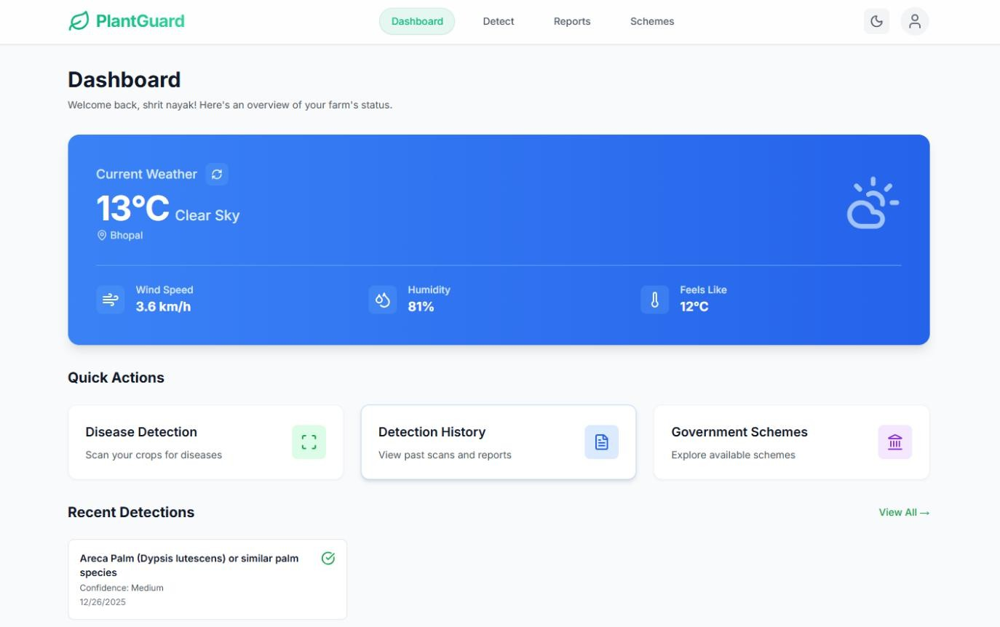 PlantGuard
Dashboard
Detect
Reports
Schemes
Dashboard
Welcome back, shrit nayak! Here's an overview of your farm's status.
Current Weather
13°C Clear Sky
Bhopal
Wind Speed
3.6 km/h
Humidity
81%
Feels Like
12°C
Quick Actions
Disease Detection
Scan your crops for diseases
Detection History
View past scans and reports
Government Schemes
Explore available schemes
Recent Detections
View All →
Areca Palm (Dypsis lutescens) or similar palm
species
Confidence: Medium
12/26/2025